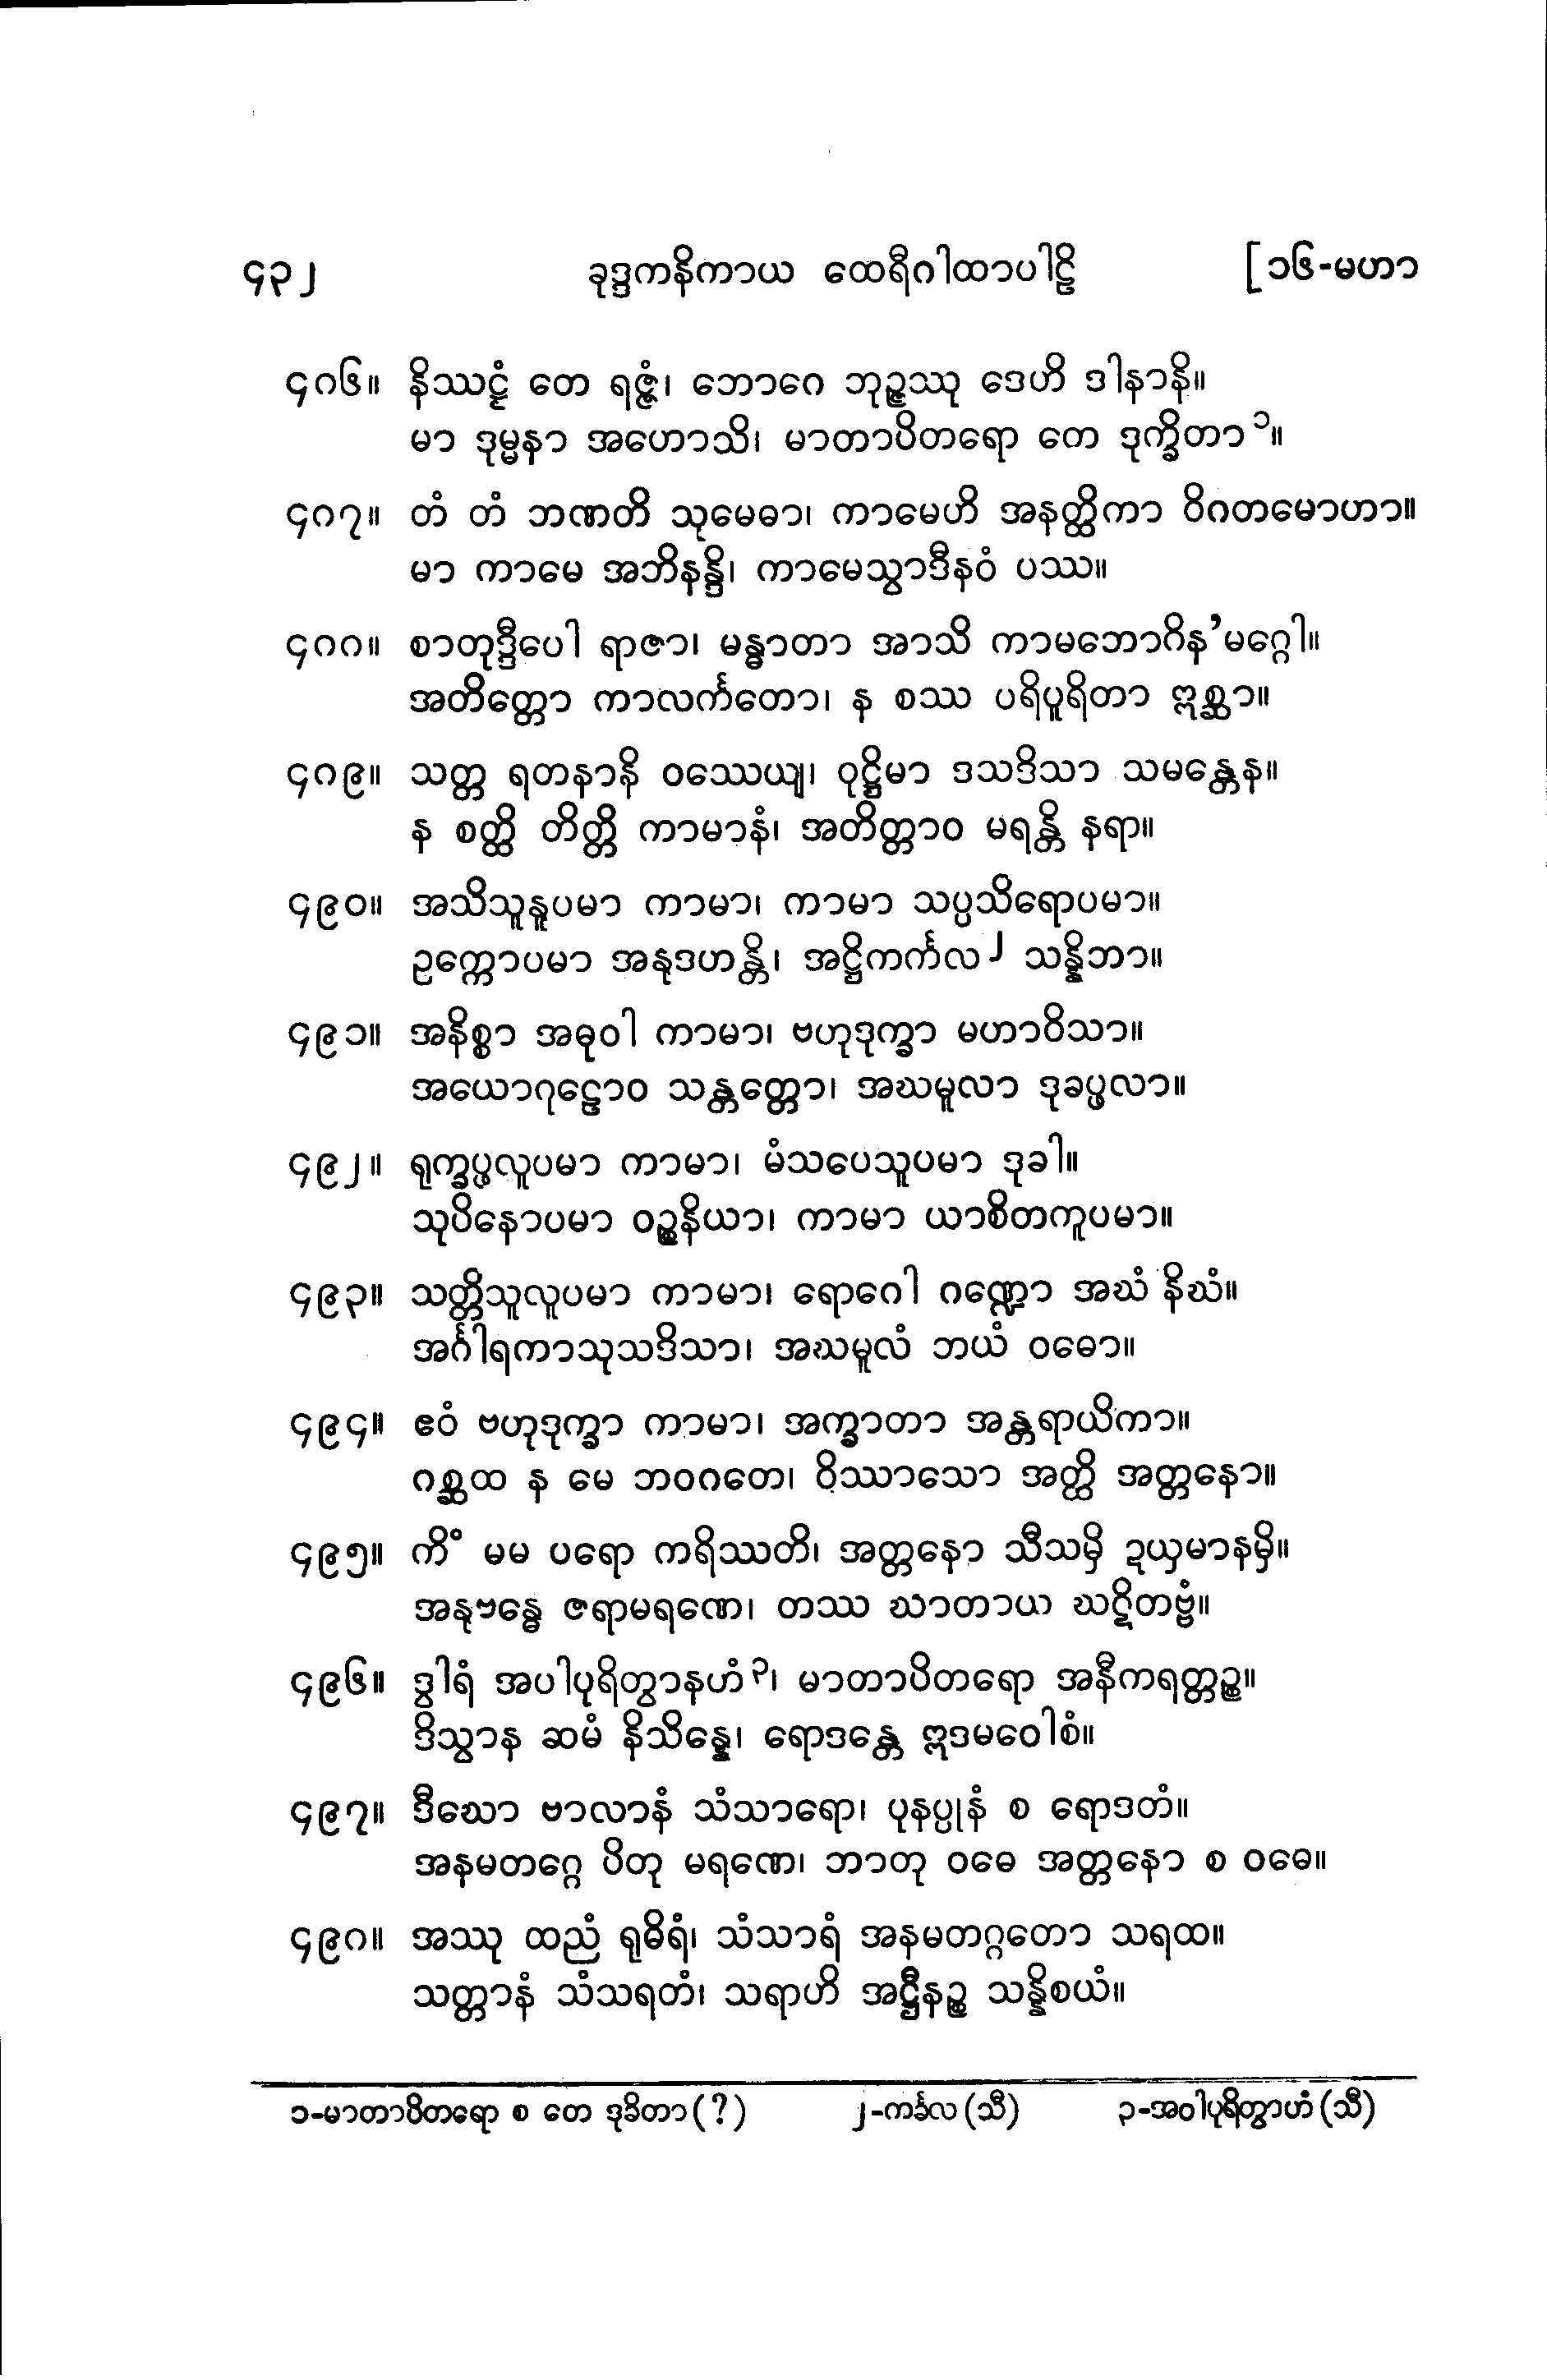 ၄၃၂ ခုဒ္ဒကနိကာယ ထေရီဂါထာပါဠိ [၁၆-မဟာ
၄၈၆။ နိဿဋ္ဌံ တေ ရဇ္ဇံ၊ ဘောဂေ ဘုဉ္ဇဿု ဒေဟိ ဒါနာနိ။
မာ ဒုမ္မနာ အဟောသိ၊ မာတာပိတရော တေ ဒုက္ခိတာ ၁။
၄၈၇။ တံ တံ ဘဏတိ သုမေဓာ၊ ကာမေဟိ အနတ္ထိကာ ဝိဂတမောဟာ။
မာ ကာမေ အဘိနန္ဒိ၊ ကာမေသွာဒီနဝံ ပဿ။
၄၈၈။ စာတုဒ္ဒီပေါ ရာဇာ၊ မန္ဓာတာ အာသိ ကာမဘောဂိန'မဂ္ဂေါ။
အတိတ္တော ကာလင်္ကတော၊ န စဿ ပရိပူရိတာ ဣစ္ဆာ။
၄၈၉။ သတ္တ ရတနာနိ ဝဿေယျ၊ ဝုဋ္ဌိမာ ဒသဒိသာ သမန္တေန။
န စတ္ထိ တိတ္တိ ကာမာနံ၊ အတိတ္တာဝ မရန္တိ နရာ။
၄၉၀။ အသိသူနူပမာ ကာမာ၊ ကာမာ သပ္ပသိရောပမာ။
ဥက္ကောပမာ အနုဒဟန္တိ၊ အဋ္ဌိကင်္ကလ ၂ သန္နိဘာ။
၄၉၁။ အနိစ္စာ အဓုဝါ ကာမာ၊ ဗဟုဒုက္ခာ မဟာဝိသာ။
အယောဂုဠောဝ သန္တတ္တော၊ အဃမူလာ ဒုခပ္ဖလာ။
၄၉၂။ ရုက္ခပ္ဖလူပမာ ကာမာ၊ မံသပေသူပမာ ဒုခါ။
သုပိနောပမာ ဝဉ္စနိယာ၊ ကာမာ ယာစိတကူပမာ။
၄၉၃။ သတ္တိသူလူပမာ ကာမာ၊ ရောဂေါ ဂဏ္ဍော အဃံ နိဃံ။
အင်္ဂါရကာသုသဒိသာ၊ အဃမူလံ ဘယံ ဝဓော။
၄၉၄။ ဧဝံ ဗဟုဒုက္ခာ ကာမာ၊ အက္ခာတာ အန္တရာယိကာ။
ဂစ္ဆထ န မေ ဘဝဂတေ၊ ဝိဿာသော အတ္ထိ အတ္တနော။
၄၉၅။ ကိံ မမ ပရော ကရိဿတိ၊ အတ္တနော သီသမှိ ဍယှမာနမှိ။
အနုဗန္ဓေ ဇရာမရဏေ၊ တဿ ဃာတာယ ဃဋိတဗ္ဗံ။
၄၉၆။ ဒွါရံ အပါပုရိတွာနဟံ ၃၊ မာတာပိတရော အနီကရတ္တဉ္စ။
ဒိသွာန ဆမံ နိသိန္နေ၊ ရောဒန္တေ ဣဒမဝေါစံ။
၄၉၇။ ဒီဃော ဗာလာနံ သံသာရော၊ ပုနပ္ပုနံ စ ရောဒတံ။
အနမတဂ္ဂေ ပိတု မရဏေ၊ ဘာတု ဝဓေ အတ္တနော စ ဝဓေ။
၄၉၈။ အဿု ထညံ ရုဓိရံ၊ သံသာရံ အနမတဂ္ဂတော သရထ။
သတ္တာနံ သံသရတံ၊ သရာဟိ အဋ္ဌီနဉ္စ သန္နိစယံ။
၁-မာတာပိတရော စ တေ ဒုခိတာ (?) ၂-ကင်္ခလ (သီ) ၃-အဝါပုရိတွာဟံ (သီ)